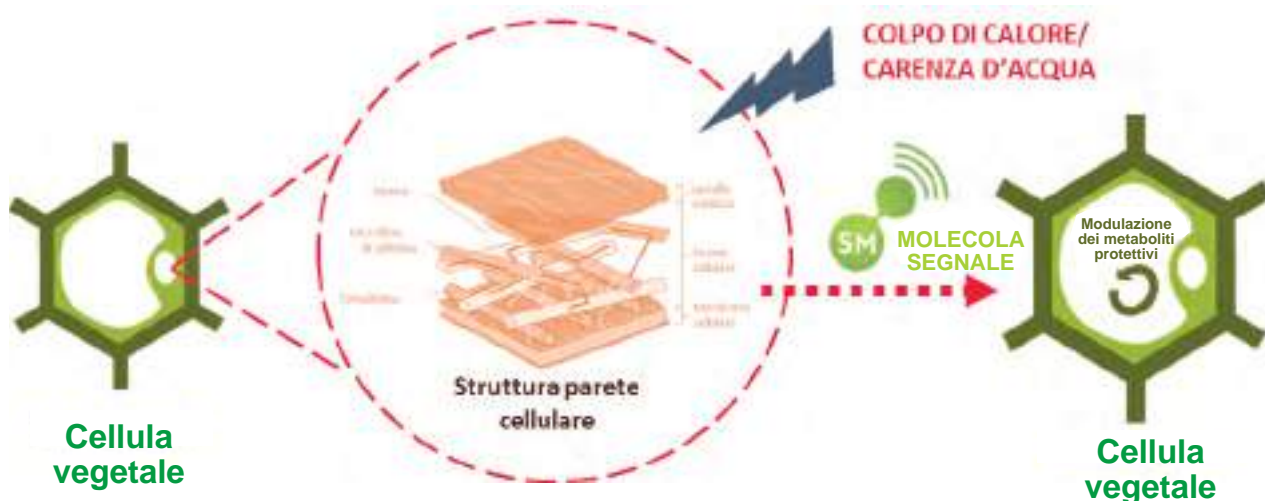 COLPO DI CALORE/
CARENZA D'ACQUA
SM
MOLECOLA
SEGNALE
Modulazione
dei metaboliti
protettivi
Struttura parete
cellulare
Cellula
vegetale
Cellula
vegetale